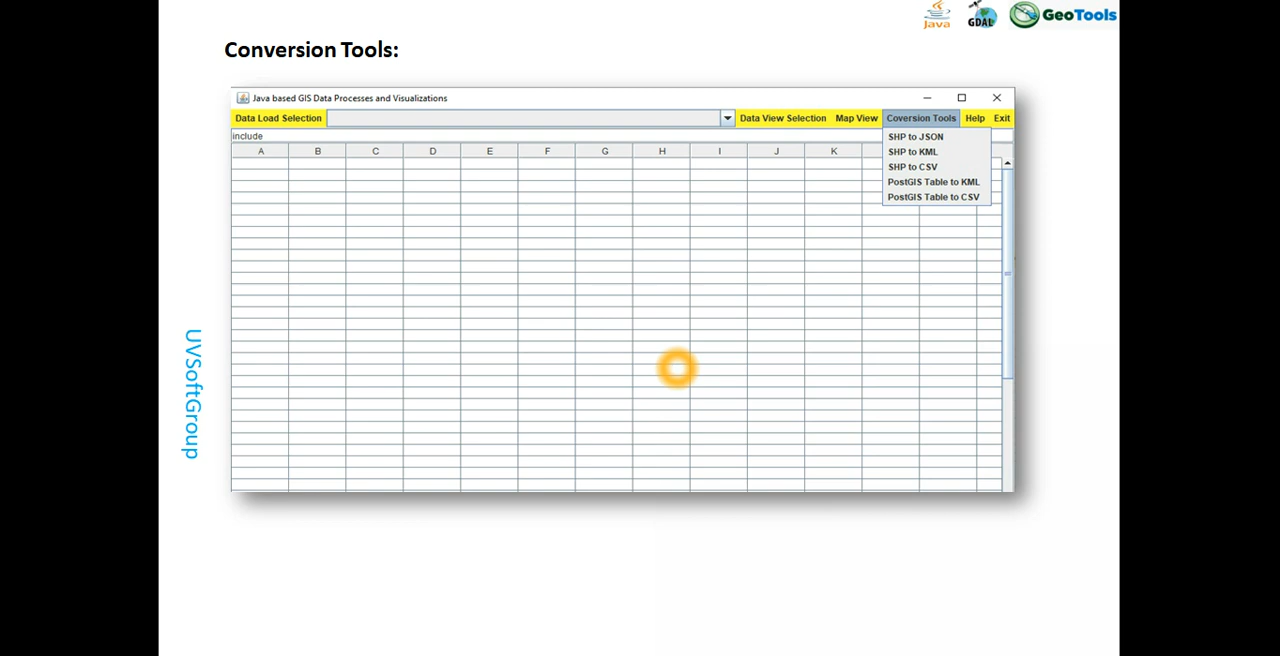 Java
GDAL
GeoTools
Conversion Tools:
Java based GIS Data Processes and Visualizations
Data Load Selection
Data View Selection
Map View
Coversion Tools
Help
Exit
include
SHP to JSON
SHP to KML
SHP to CSV
PostGIS Table to KML
PostGIS Table to CSV
A B C D E F G H I J K
UVSoftGroup